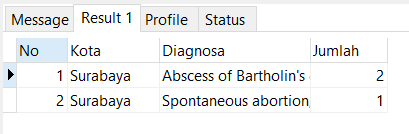 Message Result 1 Profile Status
No Kota Diagnosa Jumlah
1 Surabaya Abscess of Bartholin's 2
2 Surabaya Spontaneous abortion, 1